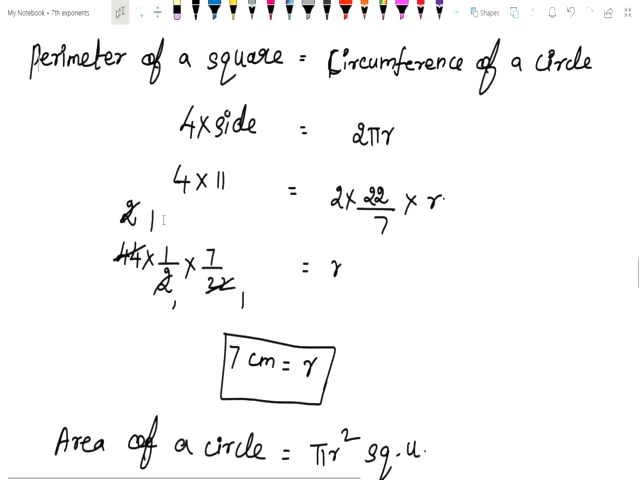 My Notebook • 7th exponents
Shapes
Perimeter of a square = Circumference of a circle
4 × side = 2πr
4 × 11 = 2 × 22/7 × r
2 1
44 × 1/2 × 7/22 = r
1 1
7 cm = r
Area of a circle = πr² sq.u.